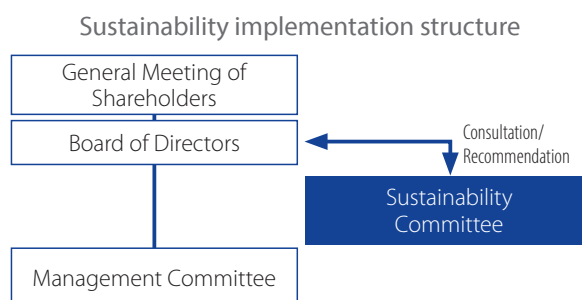 Sustainability implementation structure
General Meeting of
Shareholders
Board of Directors
Consultation/
Recommendation
Sustainability
Committee
Management Committee